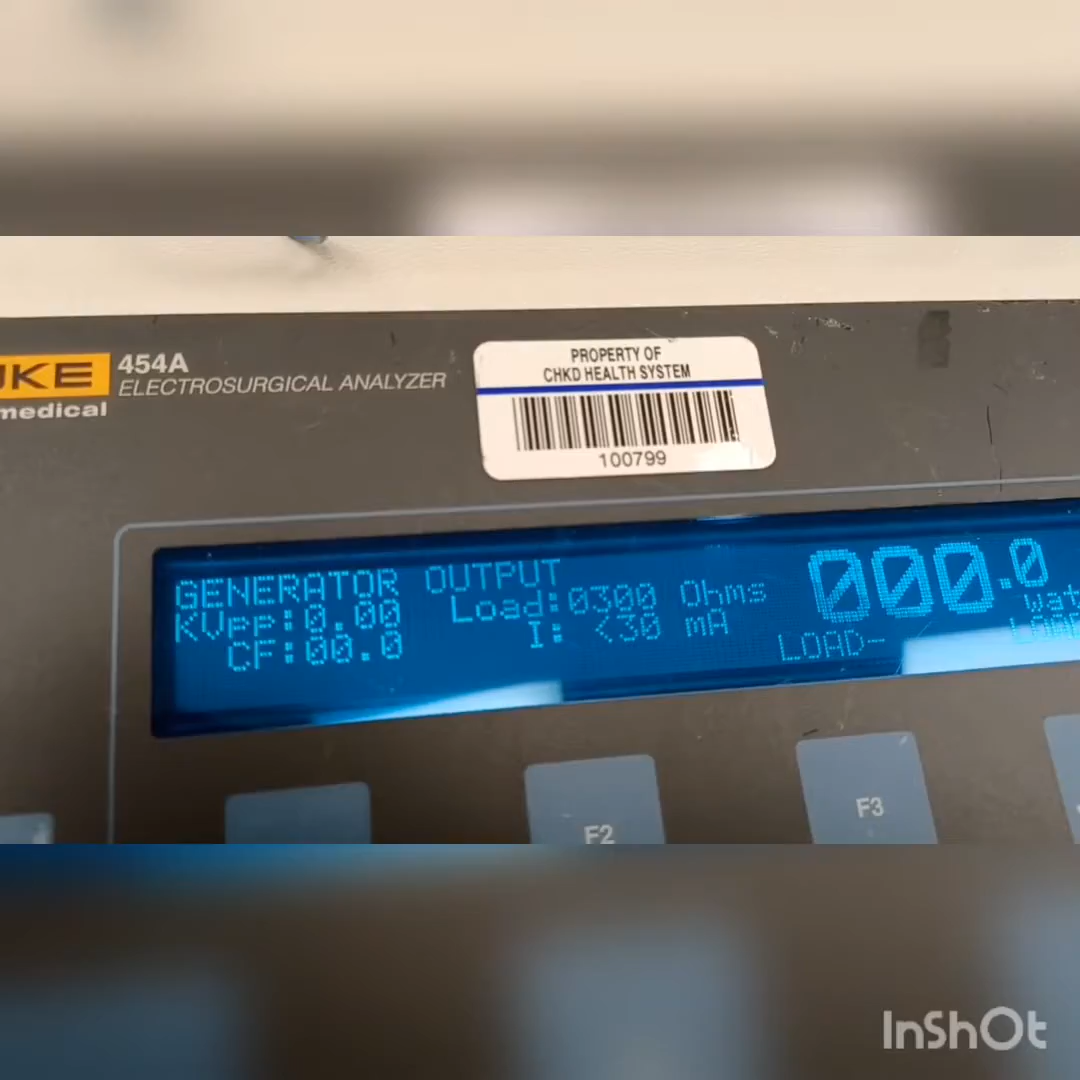 UKE 454A
ELECTROSURGICAL ANALYZER
medical
PROPERTY OF
CHKD HEALTH SYSTEM
100799
GENERATOR OUTPUT
000.0
KVpp:0.00 Load:0300 Ohms
CF:00.0 I: <30 mA
LOAD-
F2
F3
InShOt